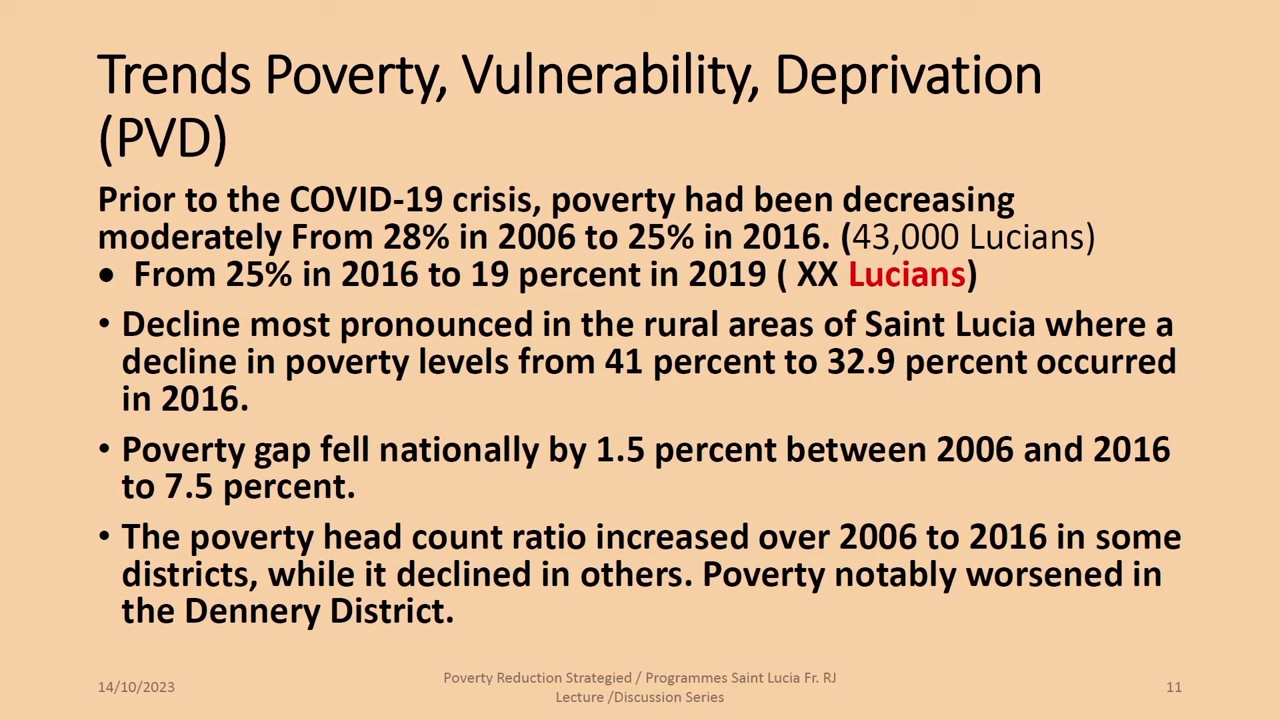 Trends Poverty, Vulnerability, Deprivation
(PVD)
Prior to the COVID-19 crisis, poverty had been decreasing
moderately From 28% in 2006 to 25% in 2016. (43,000 Lucians)
• From 25% in 2016 to 19 percent in 2019 ( XX Lucians)
• Decline most pronounced in the rural areas of Saint Lucia where a
decline in poverty levels from 41 percent to 32.9 percent occurred
in 2016.
• Poverty gap fell nationally by 1.5 percent between 2006 and 2016
to 7.5 percent.
• The poverty head count ratio increased over 2006 to 2016 in some
districts, while it declined in others. Poverty notably worsened in
the Dennery District.
14/10/2023
Poverty Reduction Strategied / Programmes Saint Lucia Fr. RJ
Lecture /Discussion Series
11